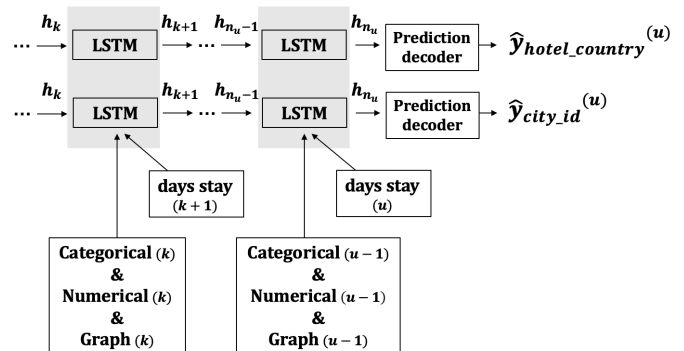 ... h_k LSTM h_{k+1} ... h_{n_u−1} LSTM h_{n_u} Prediction decoder ŷ_{hotel_country}^{(u)}
... h_k LSTM h_{k+1} ... h_{n_u−1} LSTM h_{n_u} Prediction decoder ŷ_{city_id}^{(u)}
days stay
(k + 1)
days stay
(u)
Categorical (k)
&
Numerical (k)
&
Graph (k)
Categorical (u − 1)
&
Numerical (u − 1)
&
Graph (u − 1)